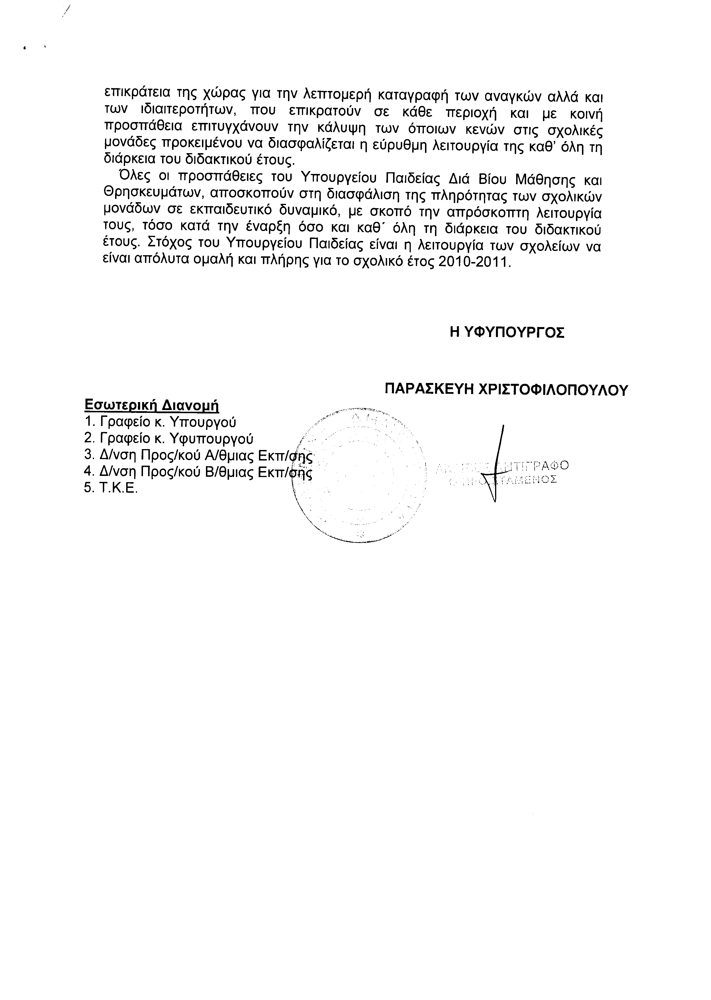 επικράτεια της χώρας για την λεπτομερή καταγραφή των αναγκών αλλά και
των ιδιαιτεροτήτων, που επικρατούν σε κάθε περιοχή και με κοινή
προσπάθεια επιτυγχάνουν την κάλυψη των όποιων κενών στις σχολικές
μονάδες προκειμένου να διασφαλίζεται η εύρυθμη λειτουργία της καθ’ όλη τη
διάρκεια του διδακτικού έτους.
Όλες οι προσπάθειες του Υπουργείου Παιδείας Διά Βίου Μάθησης και
Θρησκευμάτων, αποσκοπούν στη διασφάλιση της πληρότητας των σχολικών
μονάδων σε εκπαιδευτικό δυναμικό, με σκοπό την απρόσκοπτη λειτουργία
τους, τόσο κατά την έναρξη όσο και καθ΄ όλη τη διάρκεια του διδακτικού
έτους. Στόχος του Υπουργείου Παιδείας είναι η λειτουργία των σχολείων να
είναι απόλυτα ομαλή και πλήρης για το σχολικό έτος 2010-2011.
Η ΥΦΥΠΟΥΡΓΟΣ
ΠΑΡΑΣΚΕΥΗ ΧΡΙΣΤΟΦΙΛΟΠΟΥΛΟΥ
Εσωτερική Διανομή
1. Γραφείο κ. Υπουργού
2. Γραφείο κ. Υφυπουργού
3. Δ/νση Προς/κού Α/θμιας Εκπ/σης
4. Δ/νση Προς/κού Β/θμιας Εκπ/σης
5. Τ.Κ.Ε.
ΑΝΤΙΓΡΑΦΟ
Ο ΠΡΟΪΣΤΑΜΕΝΟΣ